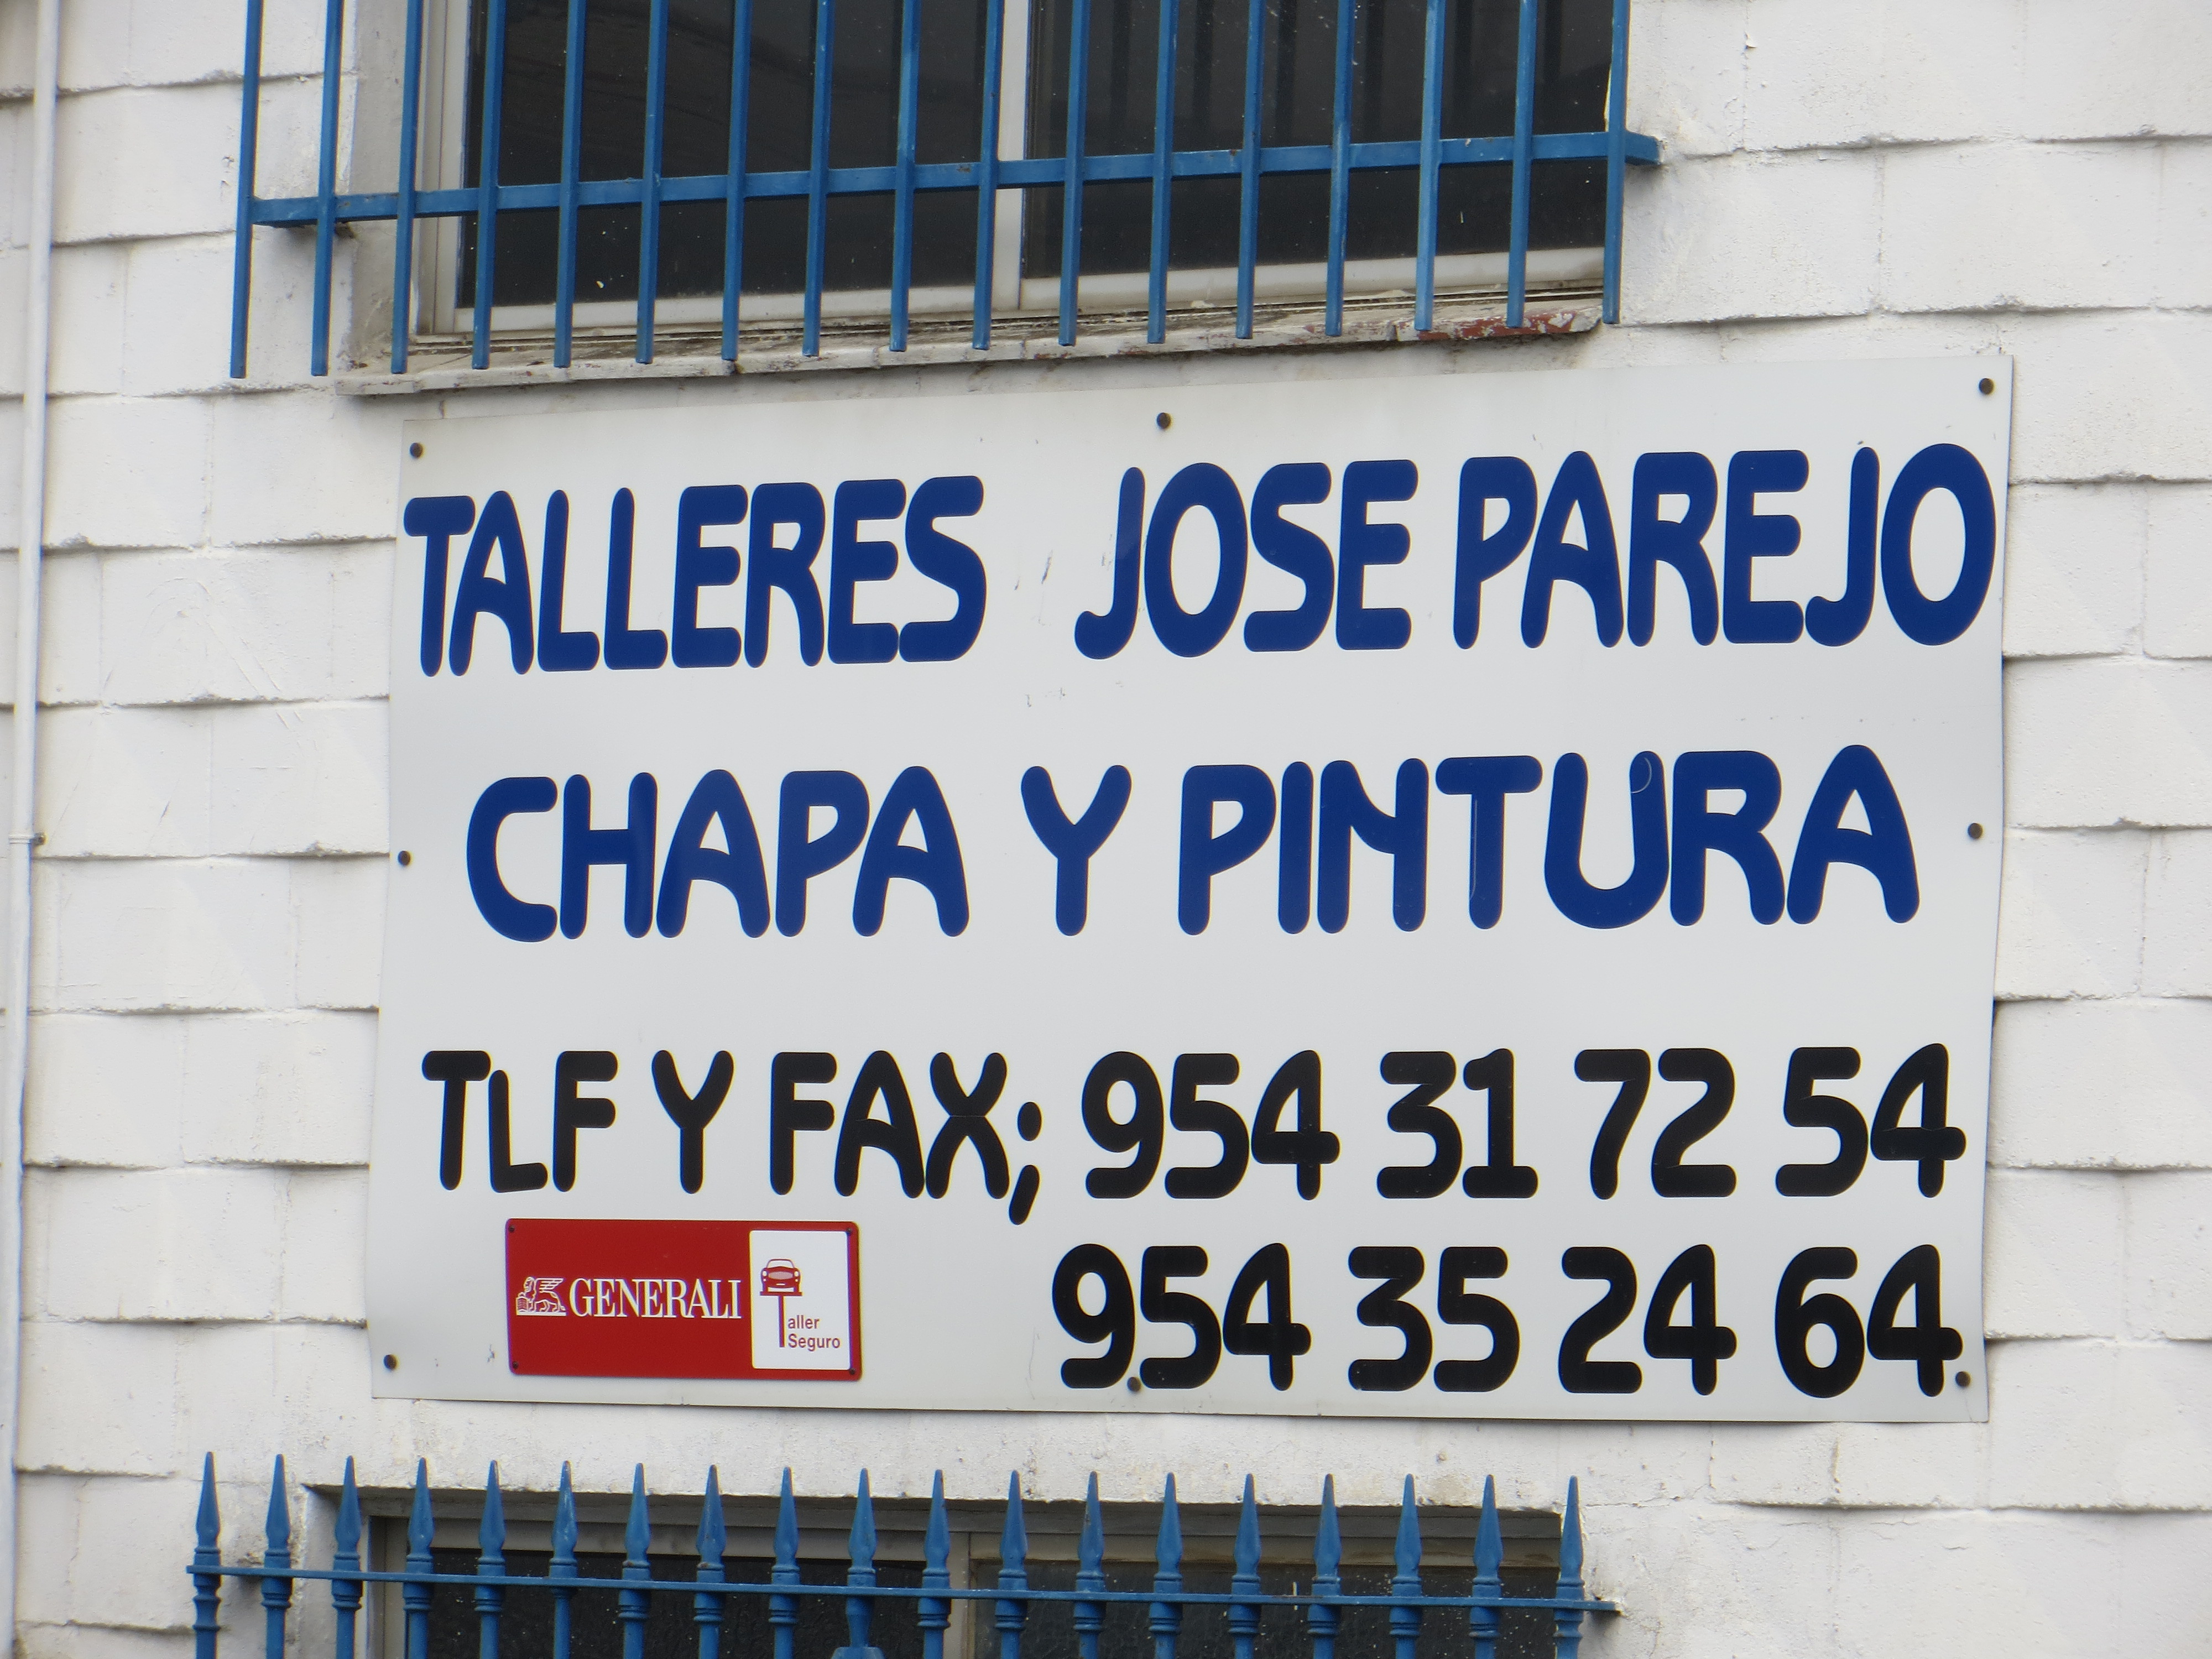 TALLERES JOSE PAREJO
CHAPA Y PINTURA
TLF Y FAX; 954 31 72 54
954 35 24 64
GENERALI
Taller
Seguro